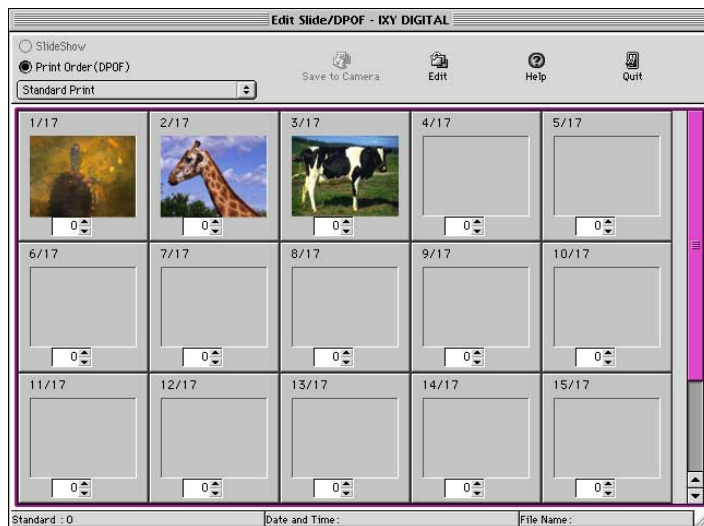 Edit Slide/DPOF - IXY DIGITAL
SlideShow
Print Order(DPOF)
Standard Print
Save to Camera
Edit
Help
Quit
1/17
2/17
3/17
4/17
5/17
0
0
0
0
0
6/17
7/17
8/17
9/17
10/17
0
0
0
0
0
11/17
12/17
13/17
14/17
15/17
0
0
0
0
0
Standard : 0
Date and Time:
File Name: